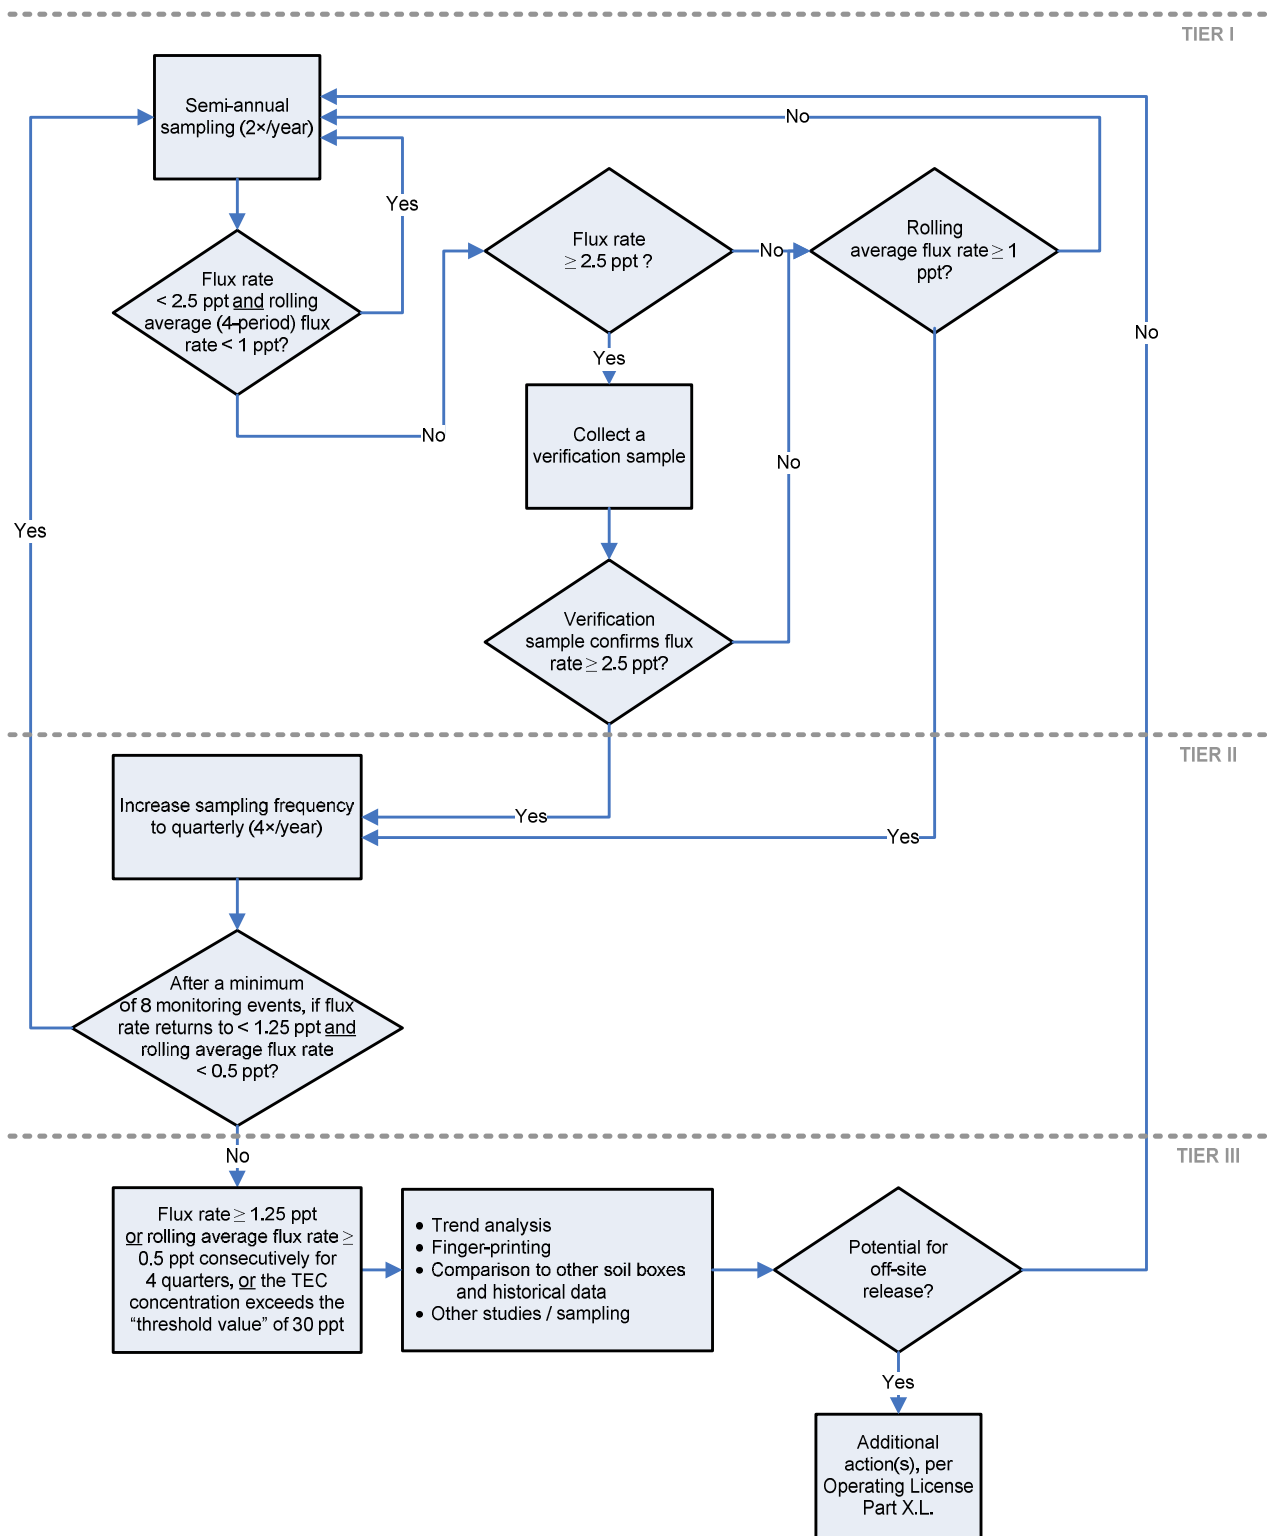 TIER I
Semi-annual
sampling (2×/year)
No
Yes
Flux rate
≥ 2.5 ppt ?
No
Rolling
average flux rate ≥ 1
ppt?
Flux rate
< 2.5 ppt and rolling
average (4-period) flux
rate < 1 ppt?
No
Yes
No
Collect a
verification sample
No
Yes
Verification
sample confirms flux
rate ≥ 2.5 ppt?
TIER II
Increase sampling frequency
to quarterly (4×/year)
Yes
Yes
After a minimum
of 8 monitoring events, if flux
rate returns to < 1.25 ppt and
rolling average flux rate
< 0.5 ppt?
TIER III
No
Flux rate ≥ 1.25 ppt
or rolling average flux rate ≥
0.5 ppt consecutively for
4 quarters, or the TEC
concentration exceeds the
“threshold value” of 30 ppt
• Trend analysis
• Finger-printing
• Comparison to other soil boxes
and historical data
• Other studies / sampling
Potential for
off-site
release?
Yes
Additional
action(s), per
Operating License
Part X.L.